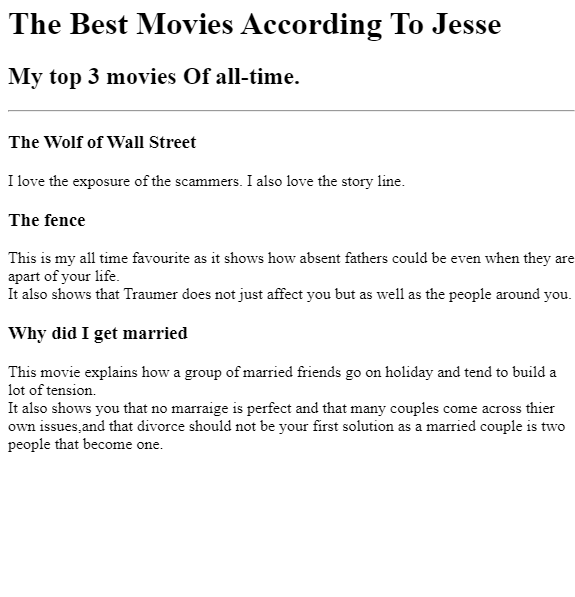 The Best Movies According To Jesse
My top 3 movies Of all-time.
The Wolf of Wall Street
I love the exposure of the scammers. I also love the story line.
The fence
This is my all time favourite as it shows how absent fathers could be even when they are
apart of your life.
It also shows that Traumer does not just affect you but as well as the people around you.
Why did I get married
This movie explains how a group of married friends go on holiday and tend to build a
lot of tension.
It also shows you that no marraige is perfect and that many couples come across thier
own issues,and that divorce should not be your first solution as a married couple is two
people that become one.